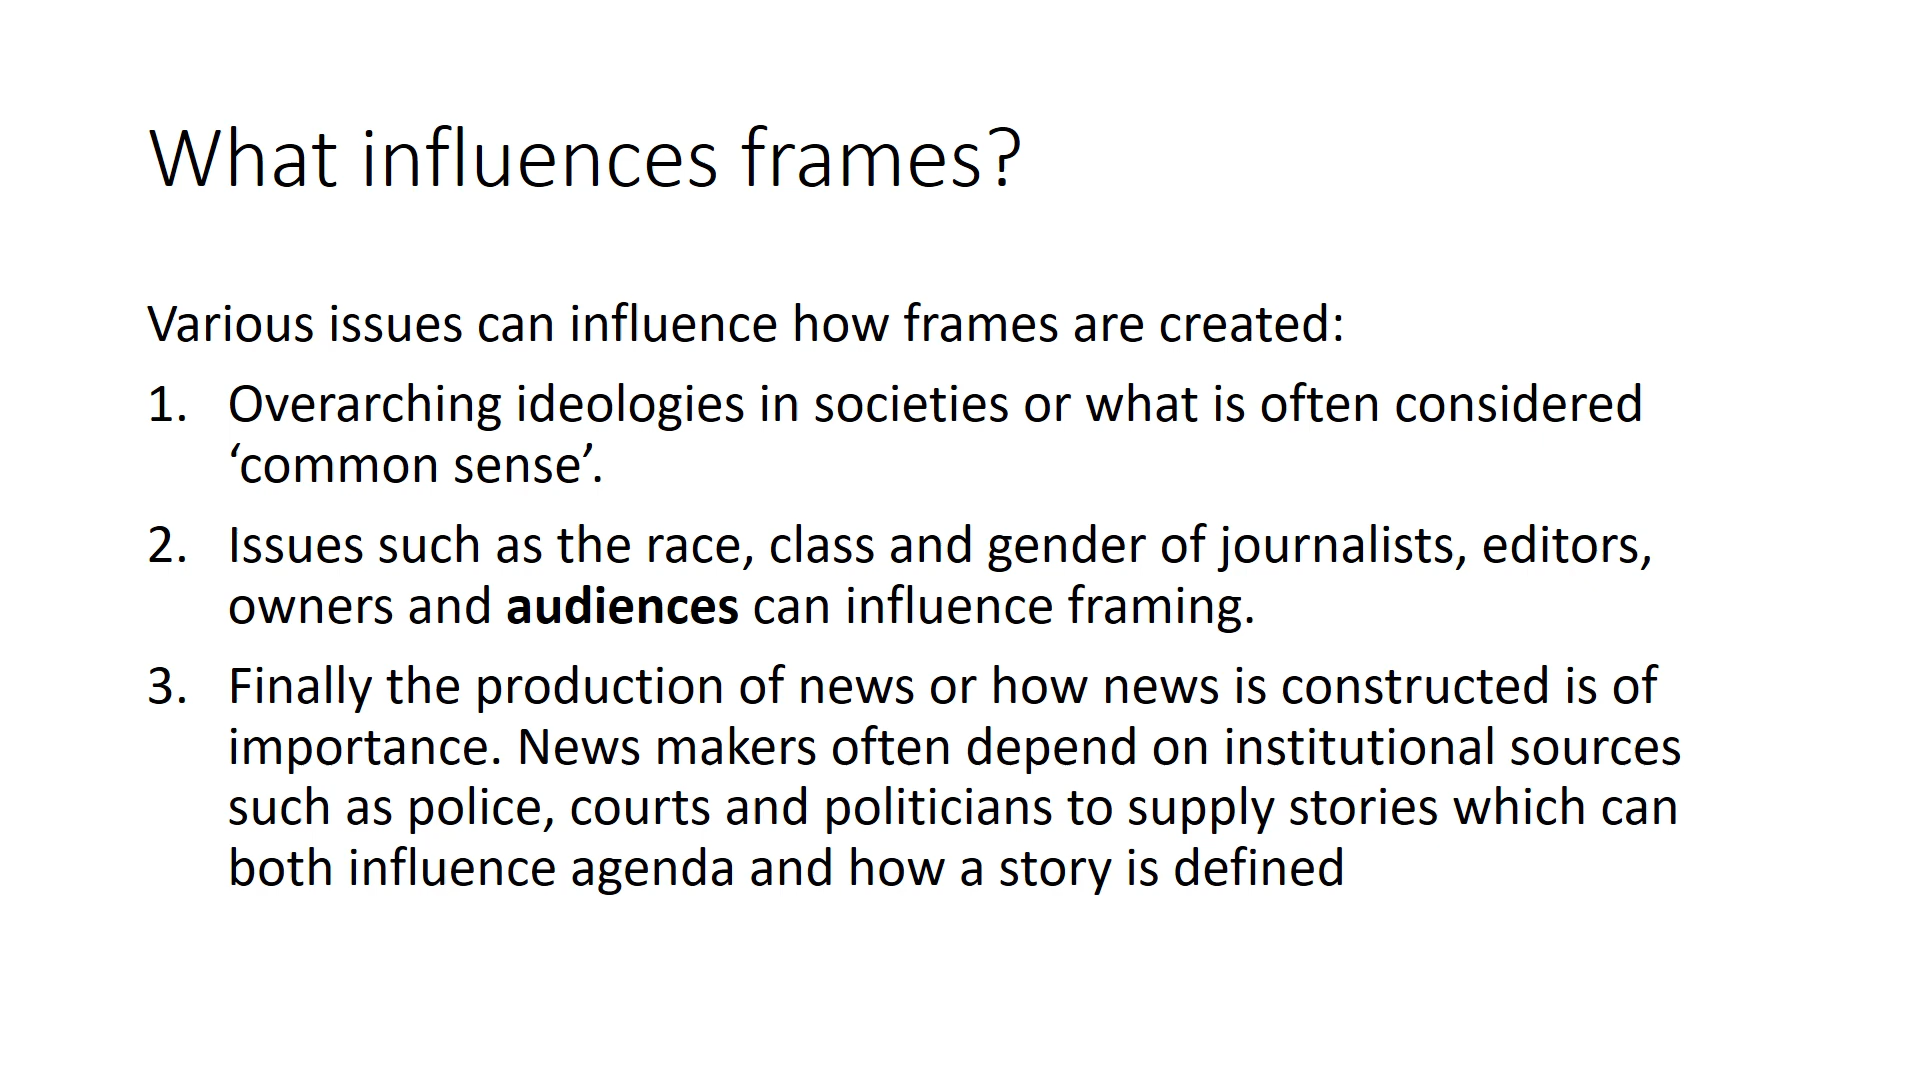 What influences frames?
Various issues can influence how frames are created:
1. Overarching ideologies in societies or what is often considered
‘common sense’.
2. Issues such as the race, class and gender of journalists, editors,
owners and audiences can influence framing.
3. Finally the production of news or how news is constructed is of
importance. News makers often depend on institutional sources
such as police, courts and politicians to supply stories which can
both influence agenda and how a story is defined